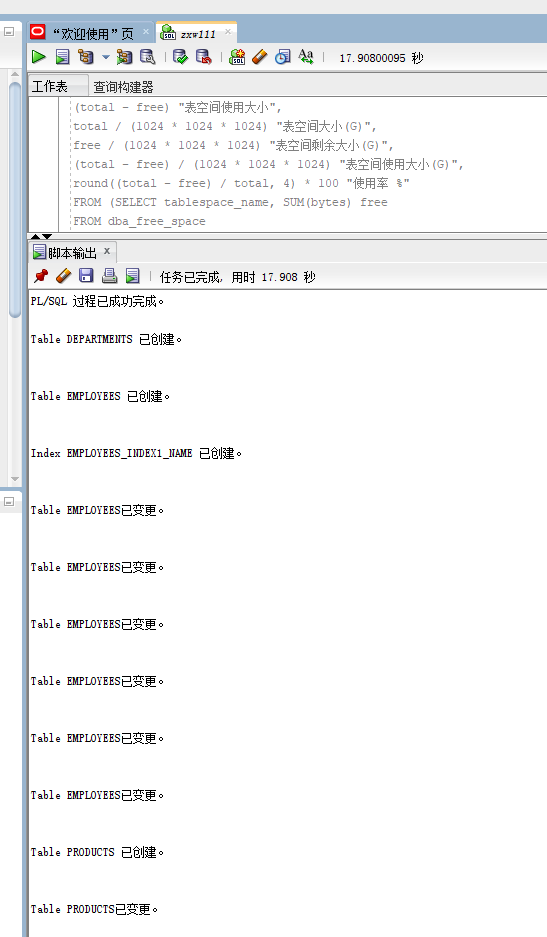 “欢迎使用”页
zxw111
17.90800095 秒
工作表
查询构建器
(total - free) "表空间使用大小",
total / (1024 * 1024 * 1024) "表空间大小(G)",
free / (1024 * 1024 * 1024) "表空间剩余大小(G)",
(total - free) / (1024 * 1024 * 1024) "表空间使用大小(G)",
round((total - free) / total, 4) * 100 "使用率 %"
FROM (SELECT tablespace_name, SUM(bytes) free
FROM dba_free_space
脚本输出 x
任务已完成, 用时 17.908 秒
PL/SQL 过程已成功完成。
Table DEPARTMENTS 已创建。
Table EMPLOYEES 已创建。
Index EMPLOYEES_INDEX1_NAME 已创建。
Table EMPLOYEES已变更。
Table EMPLOYEES已变更。
Table EMPLOYEES已变更。
Table EMPLOYEES已变更。
Table EMPLOYEES已变更。
Table EMPLOYEES已变更。
Table PRODUCTS 已创建。
Table PRODUCTS已变更。